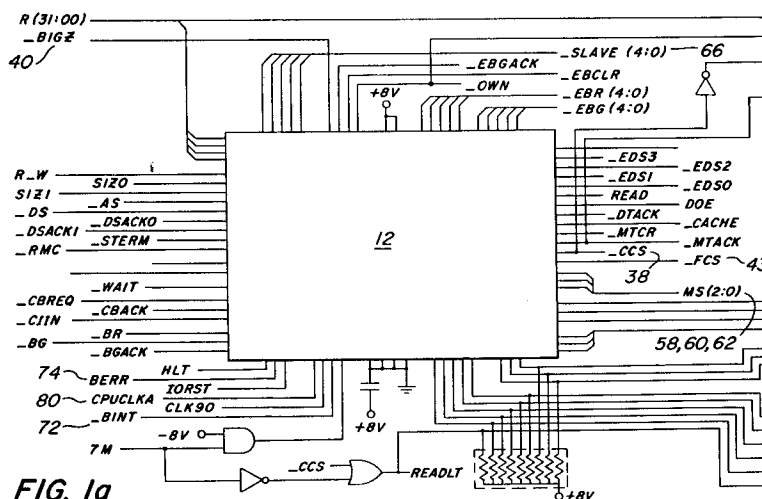 R (31:00)
_BIGZ
40
_SLAVE (4:0)
66
_EBGACK
_EBCLR
_OWN
+8V
_EBR (4:0)
_EBG (4:0)
R_W
SIZ0
SIZ1
_AS
_DS
_DSACK0
_DSACK1
_STERM
_RMC
_WAIT
_CBREQ
_CBACK
_CIIN
_BR
_BG
_BGACK
12
_EDS3
_EDS2
_EDS1
_EDS0
READ
DOE
_DTACK
_CACHE
_MTCR
_MTACK
_CCS
_FCS
43
38
MS (2:0)
58, 60, 62
HLT
74
BERR
IORST
80
CPUCLKA
CLK90
72
_BINT
-8V
7M
+8V
_CCS
READLT
+8V
FIG. 1a